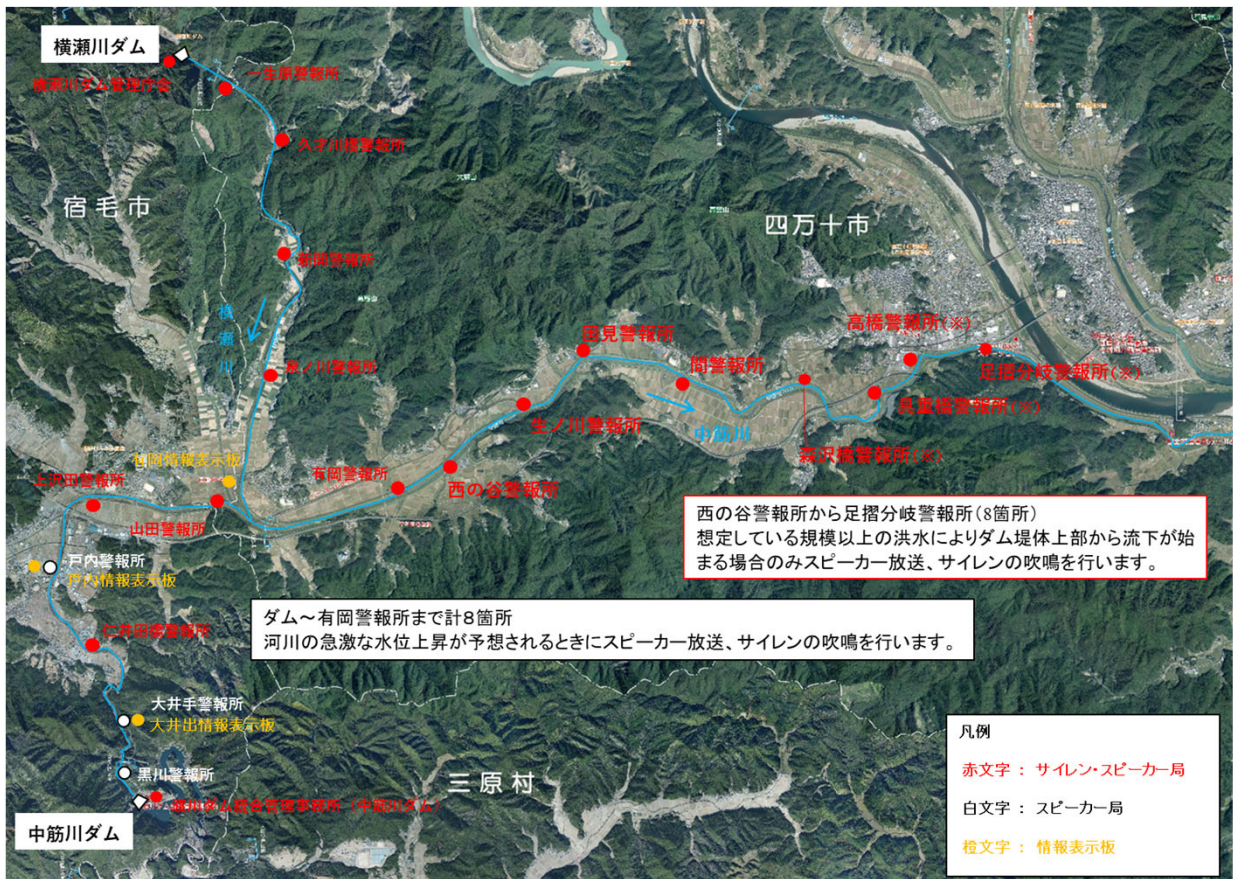 横瀬川ダム
横瀬川ダム管理庁舎
一生原警報所
久才川橋警報所
宿毛市
四万十市
横瀬川
国見警報所
高橋警報所(※)
間警報所
足摺分岐警報所(※)
具重橋警報所(※)
生ノ川警報所
中筋川
森沢橋警報所(※)
有岡情報表示板
上沢田警報所
有岡警報所
西の谷警報所
山田警報所
西の谷警報所から足摺分岐警報所(8箇所)
想定している規模以上の洪水によりダム堤体上部から流下が始
まる場合のみスピーカー放送、サイレンの吹鳴を行います。
戸内警報所
戸内情報表示板
ダム~有岡警報所まで計8箇所
河川の急激な水位上昇が予想されるときにスピーカー放送、サイレンの吹鳴を行います。
仁井田橋警報所
大井手警報所
大井出情報表示板
黒川警報所
三原村
中筋川ダム
凡例
赤文字 : サイレン・スピーカー局
白文字 : スピーカー局
橙文字 : 情報表示板